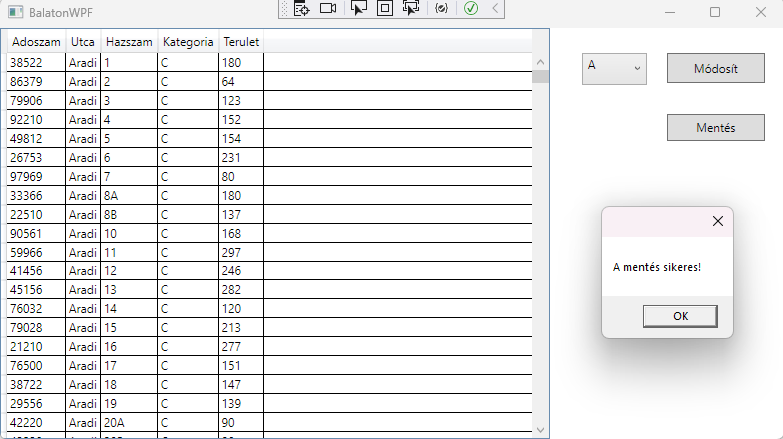 BalatonWPF
Adoszam Utca Hazszam Kategoria Terulet
38522 Aradi 1 C 180
86379 Aradi 2 C 64
79906 Aradi 3 C 123
92210 Aradi 4 C 152
49812 Aradi 5 C 154
26753 Aradi 6 C 231
97969 Aradi 7 C 80
33366 Aradi 8A C 180
22510 Aradi 8B C 137
90561 Aradi 10 C 168
59966 Aradi 11 C 297
41456 Aradi 12 C 246
45156 Aradi 13 C 282
76032 Aradi 14 C 120
79028 Aradi 15 C 213
21210 Aradi 16 C 277
76500 Aradi 17 C 151
38722 Aradi 18 C 147
29556 Aradi 19 C 139
42220 Aradi 20A C 90
A
Módosít
Mentés
A mentés sikeres!
OK